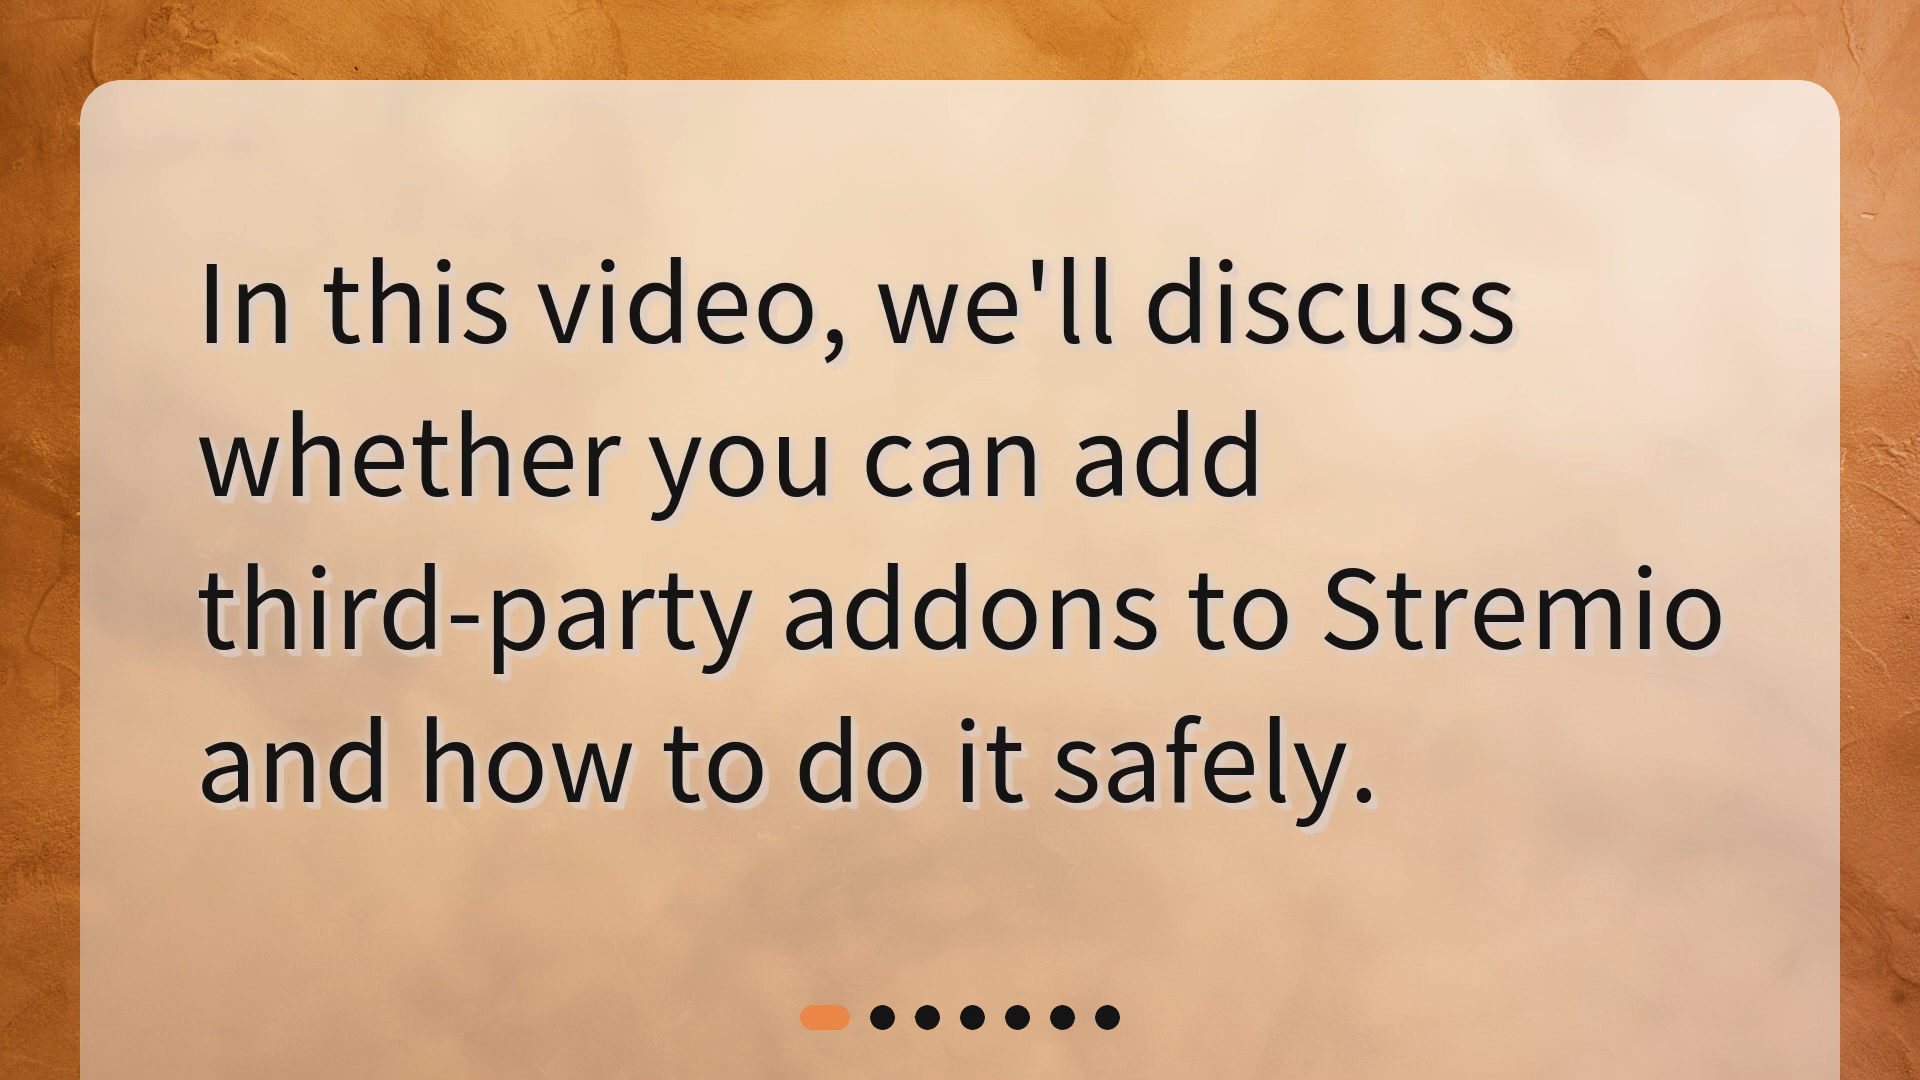 In this video, we'll discuss
whether you can add
third-party addons to Stremio
and how to do it safely.